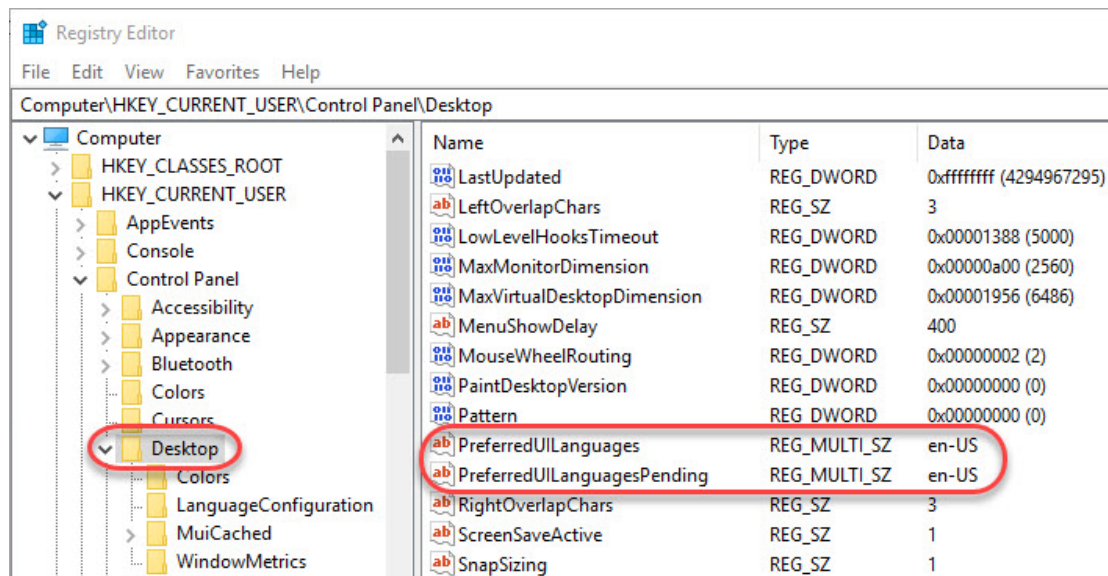 Registry Editor
File Edit View Favorites Help
Computer\HKEY_CURRENT_USER\Control Panel\Desktop
Computer
HKEY_CLASSES_ROOT
HKEY_CURRENT_USER
AppEvents
Console
Control Panel
Accessibility
Appearance
Bluetooth
Colors
Cursors
Desktop
Colors
LanguageConfiguration
MuiCached
WindowMetrics
Name Type Data
LastUpdated REG_DWORD 0xffffffff (4294967295)
LeftOverlapChars REG_SZ 3
LowLevelHooksTimeout REG_DWORD 0x00001388 (5000)
MaxMonitorDimension REG_DWORD 0x00000a00 (2560)
MaxVirtualDesktopDimension REG_DWORD 0x00001956 (6486)
MenuShowDelay REG_SZ 400
MouseWheelRouting REG_DWORD 0x00000002 (2)
PaintDesktopVersion REG_DWORD 0x00000000 (0)
Pattern REG_DWORD 0x00000000 (0)
PreferredUILanguages REG_MULTI_SZ en-US
PreferredUILanguagesPending REG_MULTI_SZ en-US
RightOverlapChars REG_SZ 3
ScreenSaveActive REG_SZ 1
SnapSizing REG_SZ 1